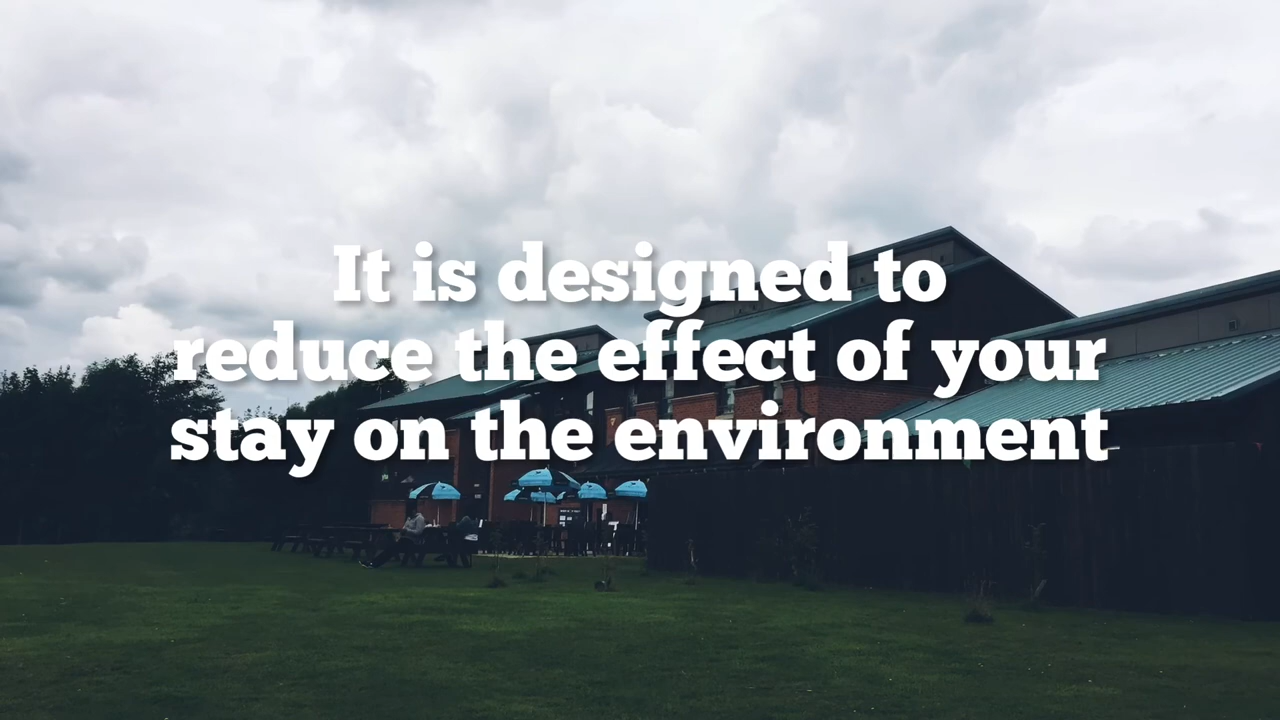 It is designed to
reduce the effect of your
stay on the environment